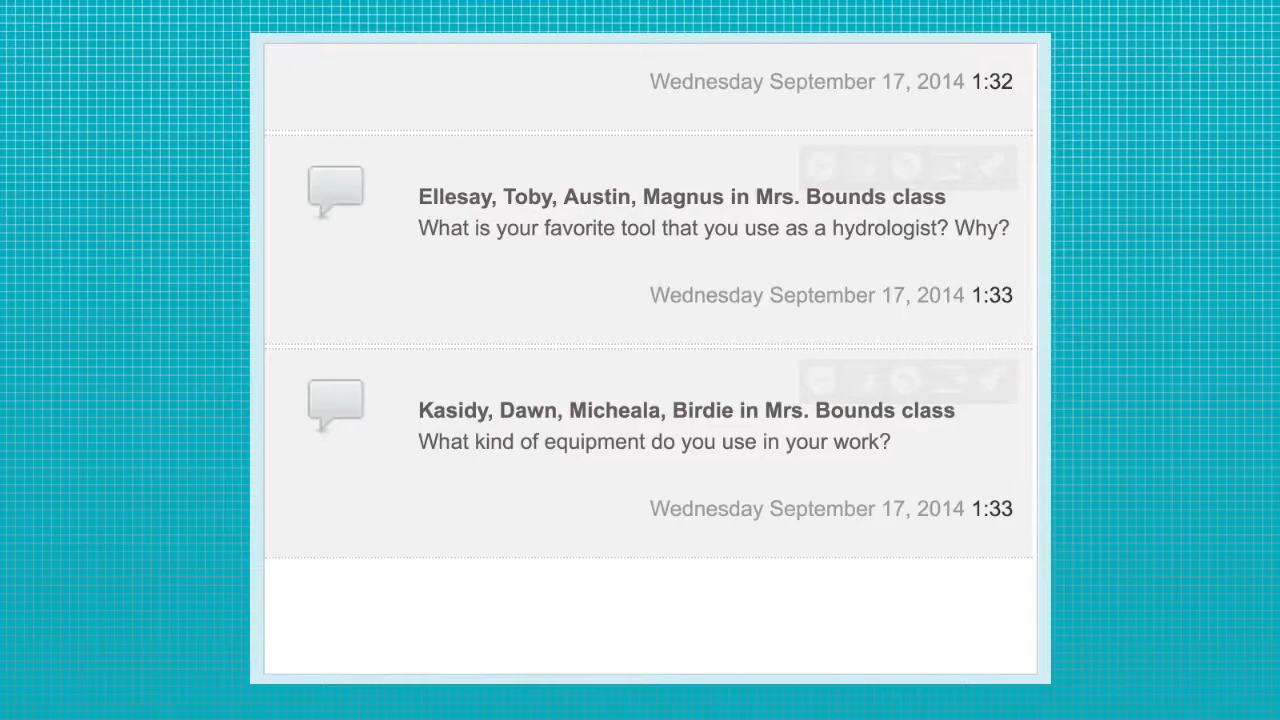 Wednesday September 17, 2014 1:32
Ellesay, Toby, Austin, Magnus in Mrs. Bounds class
What is your favorite tool that you use as a hydrologist? Why?
Wednesday September 17, 2014 1:33
Kasidy, Dawn, Micheala, Birdie in Mrs. Bounds class
What kind of equipment do you use in your work?
Wednesday September 17, 2014 1:33